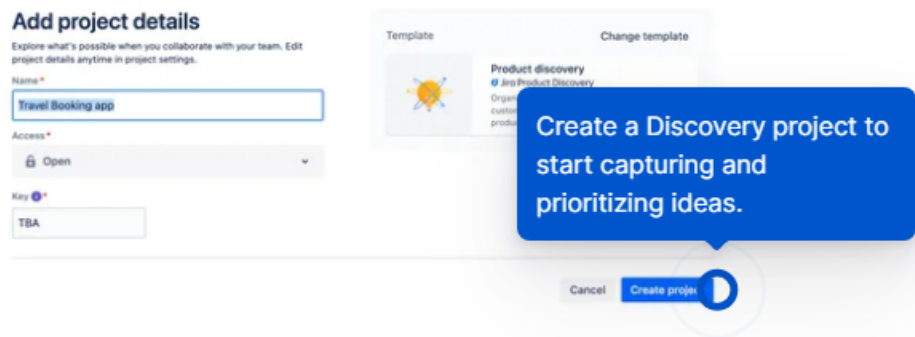 Add project details
Explore what's possible when you collaborate with your team. Edit
project details anytime in project settings.
Name *
Travel Booking app
Access *
Open
Key *
TBA
Template
Change template
Product discovery
Jira Product Discovery
Create a Discovery project to
start capturing and
prioritizing ideas.
Cancel
Create